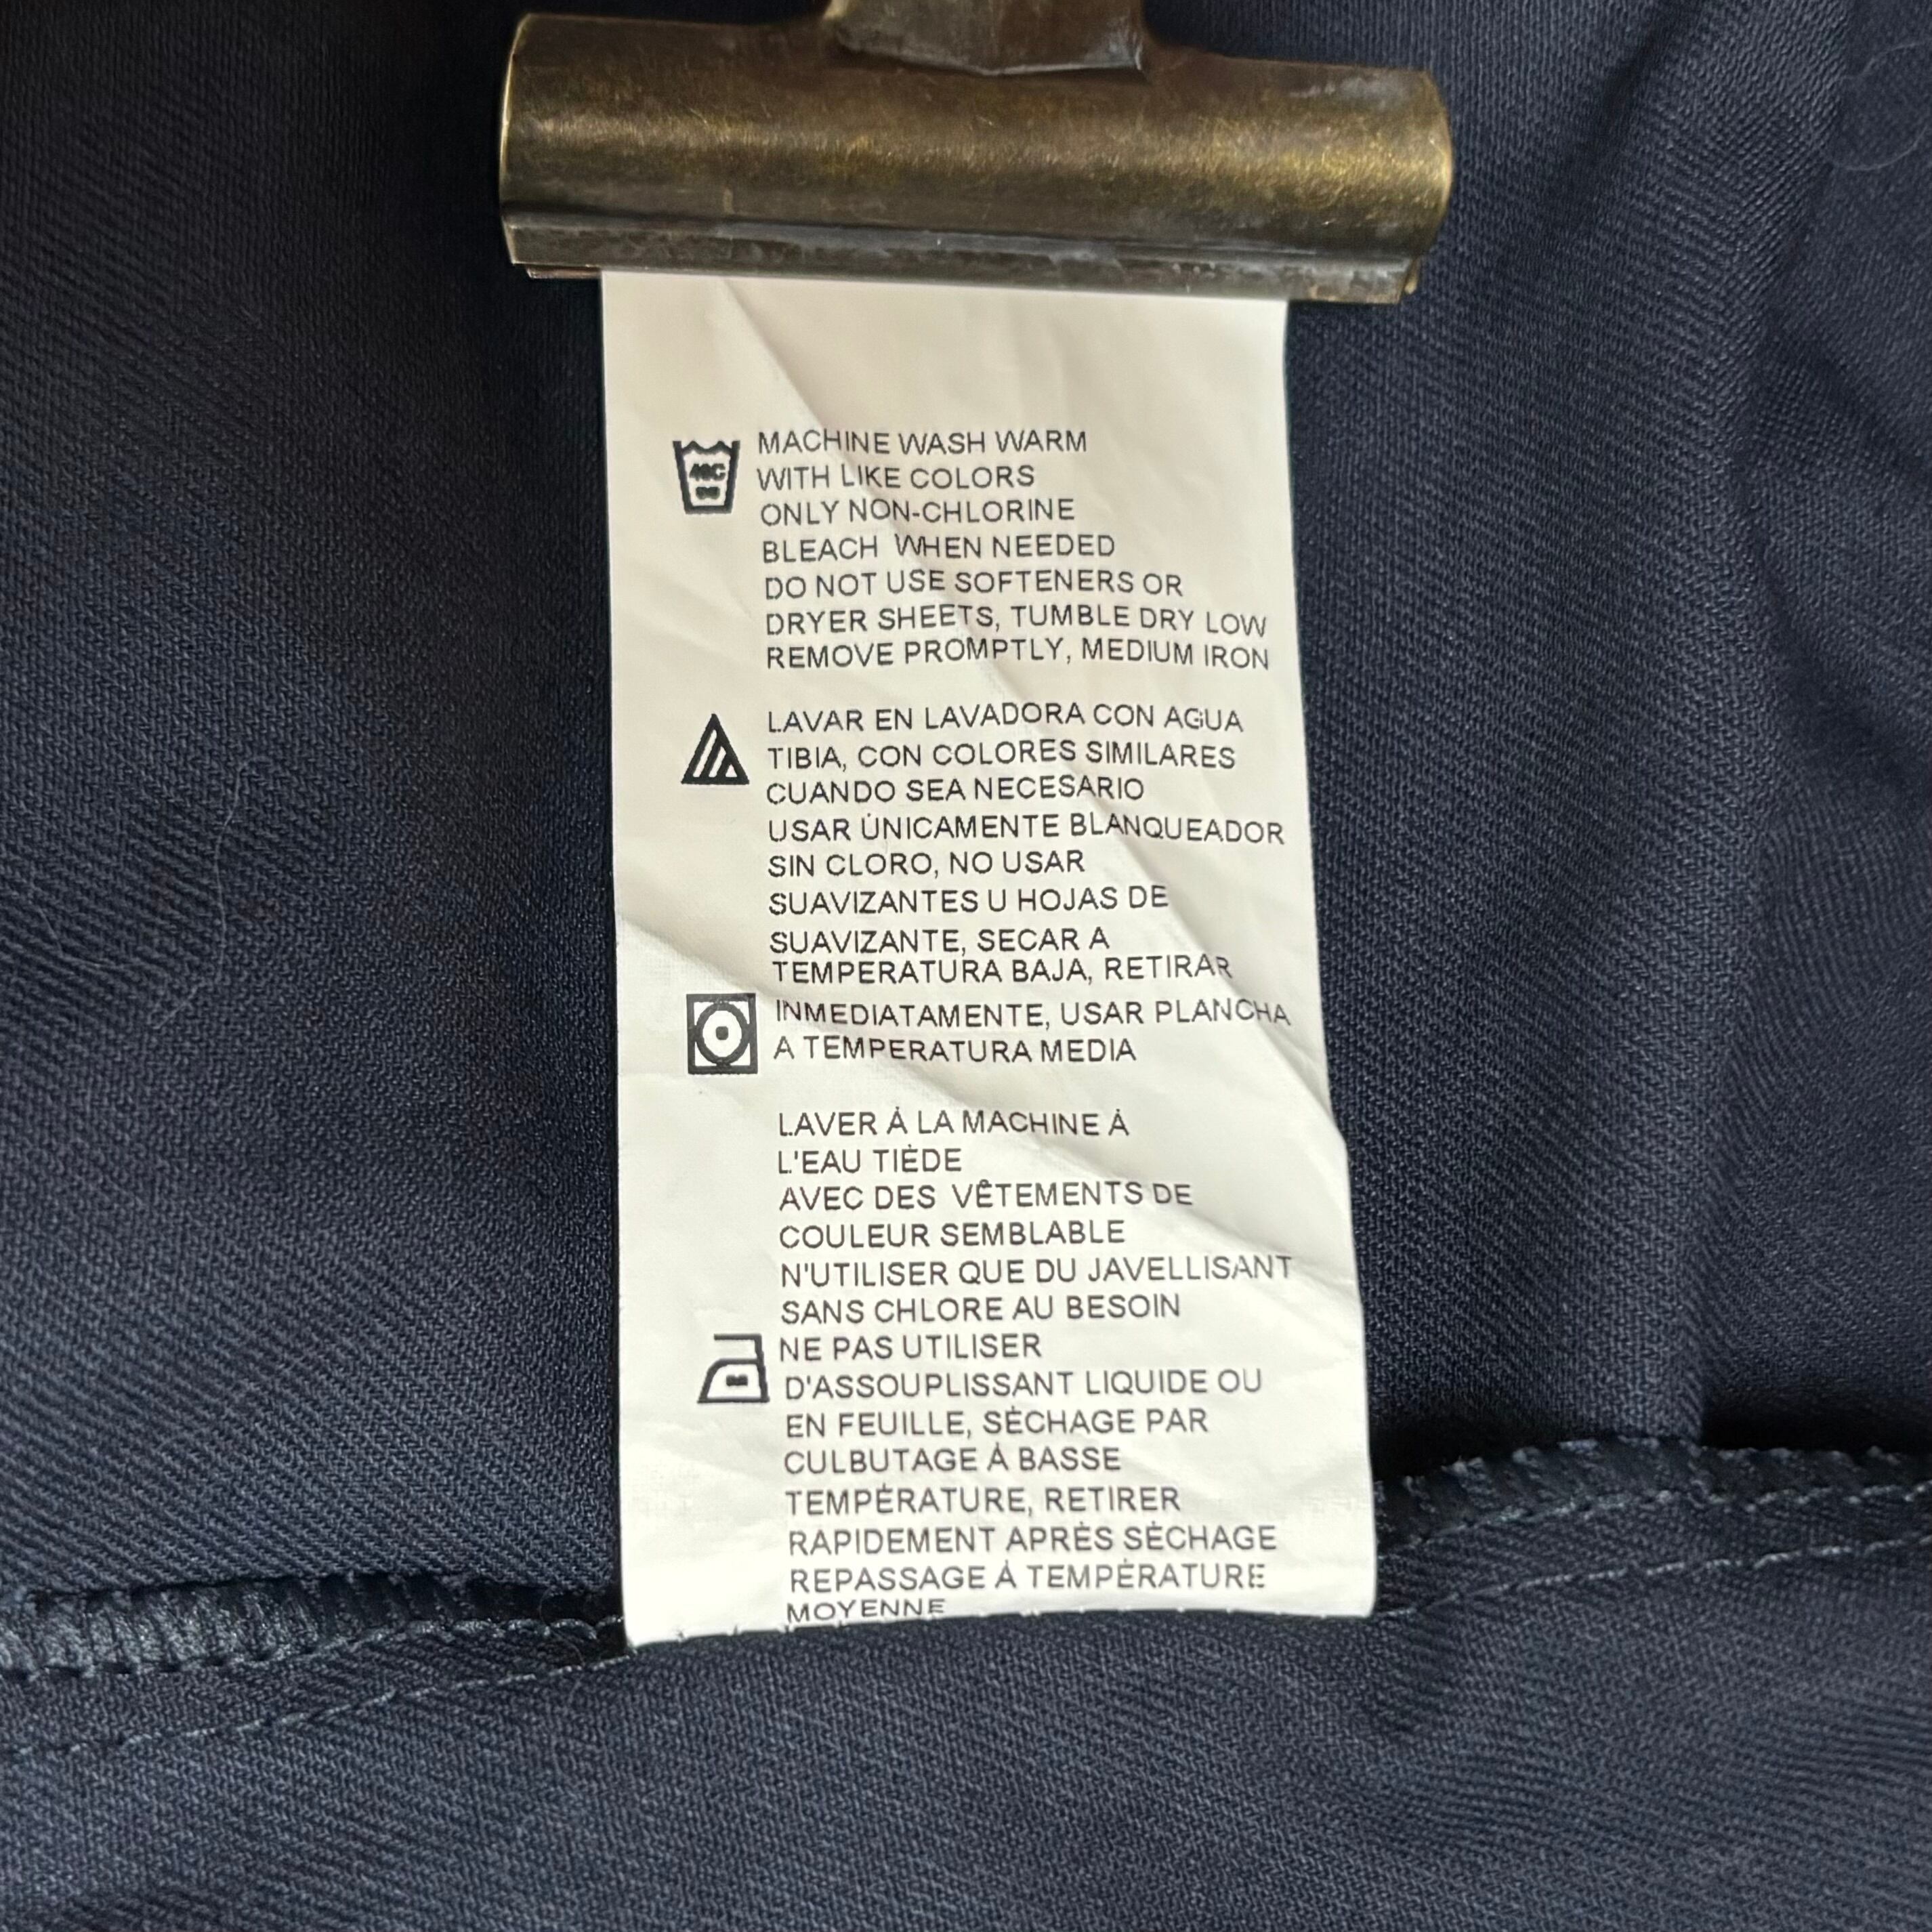 MACHINE WASH WARM
40C
WITH LIKE COLORS
ONLY NON-CHLORINE
BLEACH WHEN NEEDED
DO NOT USE SOFTENERS OR
DRYER SHEETS, TUMBLE DRY LOW
REMOVE PROMPTLY, MEDIUM IRON
LAVAR EN LAVADORA CON AGUA
TIBIA, CON COLORES SIMILARES
CUANDO SEA NECESARIO
USAR ÚNICAMENTE BLANQUEADOR
SIN CLORO, NO USAR
SUAVIZANTES U HOJAS DE
SUAVIZANTE, SECAR A
TEMPERATURA BAJA, RETIRAR
INMEDIATAMENTE, USAR PLANCHA
A TEMPERATURA MEDIA
LAVER À LA MACHINE À
L'EAU TIÈDE
AVEC DES VÊTEMENTS DE
COULEUR SEMBLABLE
N'UTILISER QUE DU JAVELLISANT
SANS CHLORE AU BESOIN
NE PAS UTILISER
D'ASSOUPLISSANT LIQUIDE OU
EN FEUILLE, SÉCHAGE PAR
CULBUTAGE À BASSE
TEMPÉRATURE, RETIRER
RAPIDEMENT APRÈS SÉCHAGE
REPASSAGE À TEMPÉRATURE
MOYENNE